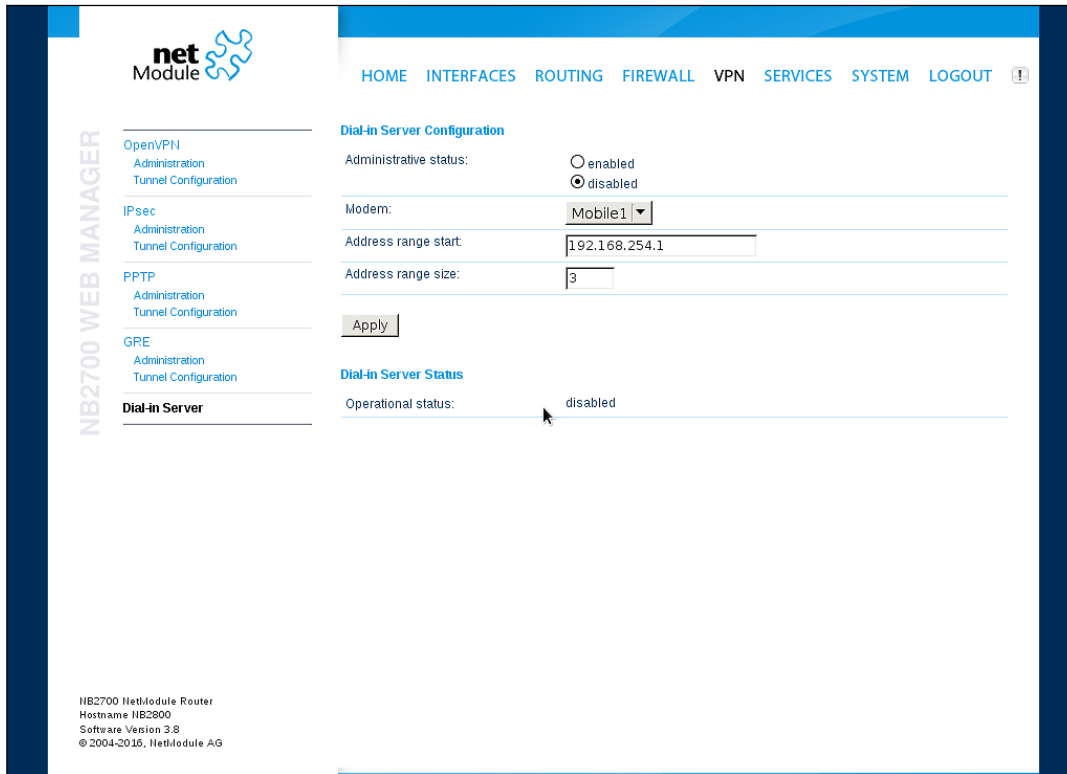 net
Module
HOME INTERFACES ROUTING FIREWALL VPN SERVICES SYSTEM LOGOUT !
NB2700 WEB MANAGER
OpenVPN
Administration
Tunnel Configuration
IPsec
Administration
Tunnel Configuration
PPTP
Administration
Tunnel Configuration
GRE
Administration
Tunnel Configuration
Dial-in Server
Dial-in Server Configuration
Administrative status:
enabled
disabled
Modem: Mobile1
Address range start: 192.168.254.1
Address range size: 3
Apply
Dial-in Server Status
Operational status: disabled
NB2700 NetModule Router
Hostname NB2800
Software Version 3.8
© 2004-2016, NetModule AG